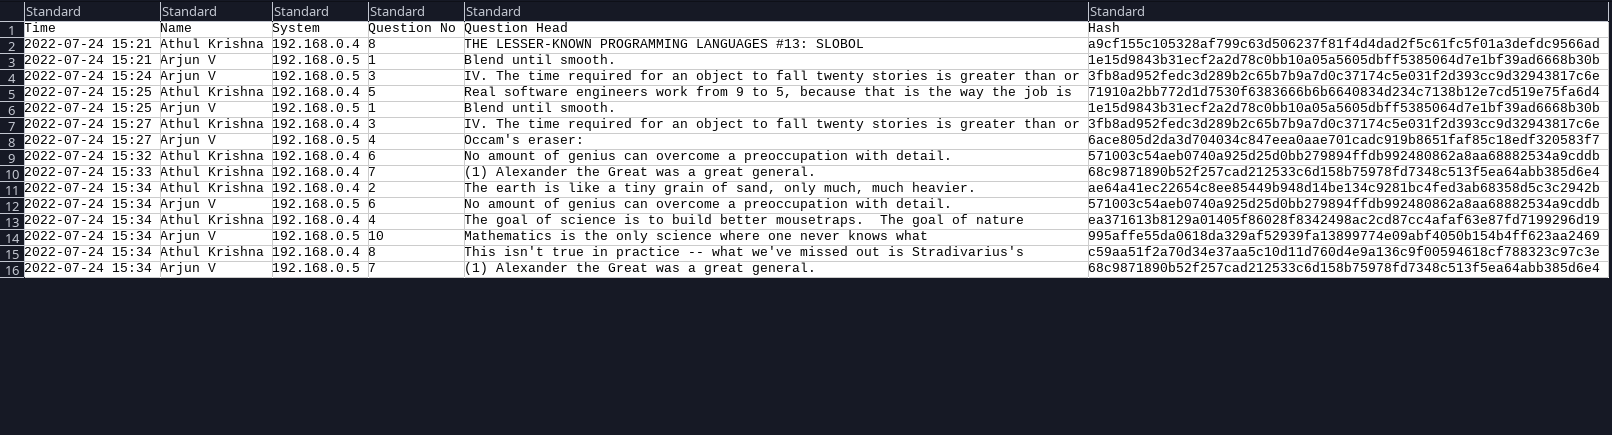 Standard Standard Standard Standard Standard Standard
1 Time Name System Question No Question Head Hash
2 2022-07-24 15:21 Athul Krishna 192.168.0.4 8 THE LESSER-KNOWN PROGRAMMING LANGUAGES #13: SLOBOL a9cf155c105328af799c63d506237f81f4d4dad2f5c61fc5f01a3defdc9566ad
3 2022-07-24 15:21 Arjun V 192.168.0.5 1 Blend until smooth. 1e15d9843b31ecf2a2d78c0bb10a05a5605dbff5385064d7e1bf39ad6668b30b
4 2022-07-24 15:24 Arjun V 192.168.0.5 3 IV. The time required for an object to fall twenty stories is greater than or 3fb8ad952fedc3d289b2c65b7b9a7d0c37174c5e031f2d393cc9d32943817c6e
5 2022-07-24 15:25 Athul Krishna 192.168.0.4 5 Real software engineers work from 9 to 5, because that is the way the job is 71910a2bb772d1d7530f6383666b6b6640834d234c7138b12e7cd519e75fa6d4
6 2022-07-24 15:25 Arjun V 192.168.0.5 1 Blend until smooth. 1e15d9843b31ecf2a2d78c0bb10a05a5605dbff5385064d7e1bf39ad6668b30b
7 2022-07-24 15:27 Athul Krishna 192.168.0.4 3 IV. The time required for an object to fall twenty stories is greater than or 3fb8ad952fedc3d289b2c65b7b9a7d0c37174c5e031f2d393cc9d32943817c6e
8 2022-07-24 15:27 Arjun V 192.168.0.5 4 Occam's eraser: 6ace805d2da3d704034c847eea0aae701cadc919b8651faf85c18edf320583f7
9 2022-07-24 15:32 Athul Krishna 192.168.0.4 6 No amount of genius can overcome a preoccupation with detail. 571003c54aeb0740a925d25d0bb279894ffdb992480862a8aa68882534a9cddb
10 2022-07-24 15:33 Athul Krishna 192.168.0.4 7 (1) Alexander the Great was a great general. 68c9871890b52f257cad212533c6d158b75978fd7348c513f5ea64abb385d6e4
11 2022-07-24 15:34 Athul Krishna 192.168.0.4 2 The earth is like a tiny grain of sand, only much, much heavier. ae64a41ec22654c8ee85449b948d14be134c9281bc4fed3ab68358d5c3c2942b
12 2022-07-24 15:34 Arjun V 192.168.0.5 6 No amount of genius can overcome a preoccupation with detail. 571003c54aeb0740a925d25d0bb279894ffdb992480862a8aa68882534a9cddb
13 2022-07-24 15:34 Athul Krishna 192.168.0.4 4 The goal of science is to build better mousetraps.  The goal of nature ea371613b8129a01405f86028f8342498ac2cd87cc4afaf63e87fd7199296d19
14 2022-07-24 15:34 Arjun V 192.168.0.5 10 Mathematics is the only science where one never knows what 995affe55da0618da329af52939fa13899774e09abf4050b154b4ff623aa2469
15 2022-07-24 15:34 Athul Krishna 192.168.0.4 8 This isn't true in practice -- what we've missed out is Stradivarius's c59aa51f2a70d34e37aa5c10d11d760d4e9a136c9f00594618cf788323c97c3e
16 2022-07-24 15:34 Arjun V 192.168.0.5 7 (1) Alexander the Great was a great general. 68c9871890b52f257cad212533c6d158b75978fd7348c513f5ea64abb385d6e4